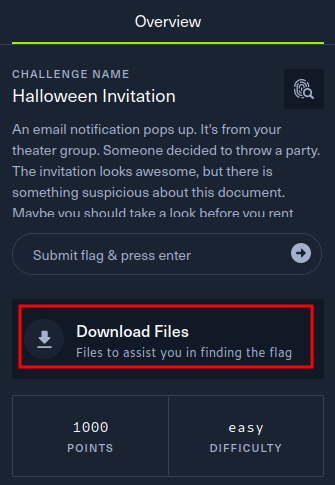 Overview
CHALLENGE NAME
Halloween Invitation
An email notification pops up. It's from your
theater group. Someone decided to throw a party.
The invitation looks awesome, but there is
something suspicious about this document.
Maybe you should take a look before you rent
Submit flag & press enter
Download Files
Files to assist you in finding the flag
1000
POINTS
easy
DIFFICULTY